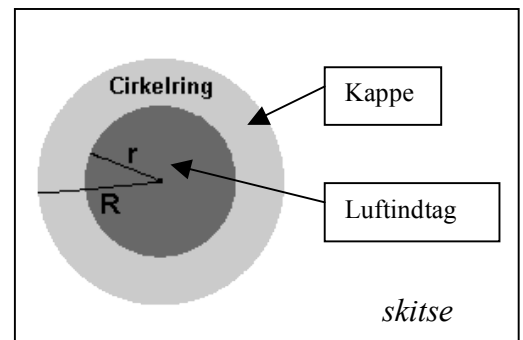 Cirkelring
Kappe
r
R
Luftindtag
skitse